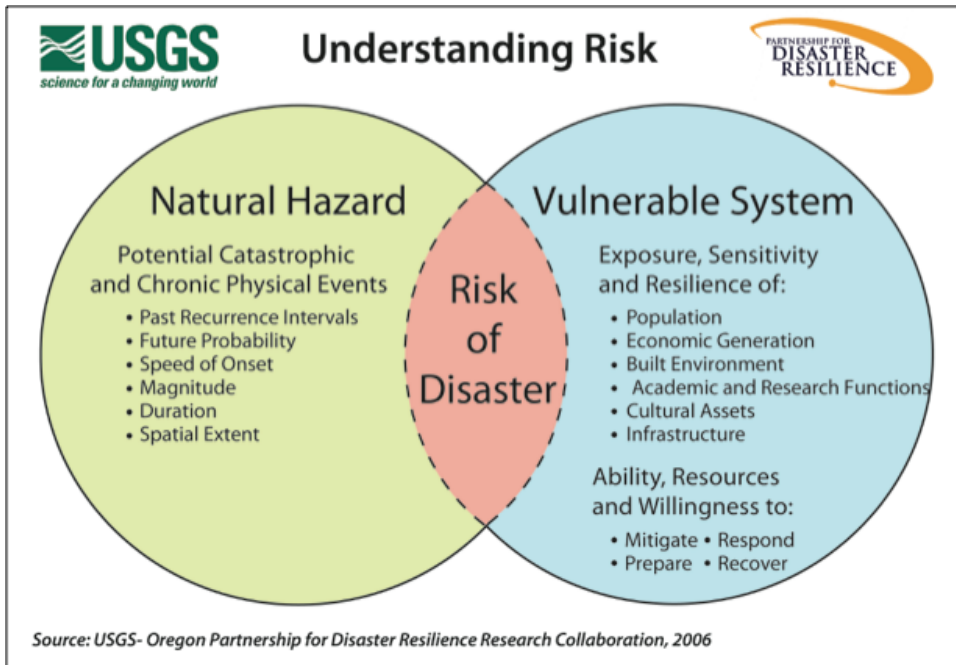 USGS
science for a changing world
Understanding Risk
PARTNERSHIP FOR
DISASTER
RESILIENCE
Natural Hazard
Potential Catastrophic
and Chronic Physical Events
• Past Recurrence Intervals
• Future Probability
• Speed of Onset
• Magnitude
• Duration
• Spatial Extent
Risk
of
Disaster
Vulnerable System
Exposure, Sensitivity
and Resilience of:
• Population
• Economic Generation
• Built Environment
• Academic and Research Functions
• Cultural Assets
• Infrastructure
Ability, Resources
and Willingness to:
• Mitigate • Respond
• Prepare • Recover
Source: USGS- Oregon Partnership for Disaster Resilience Research Collaboration, 2006